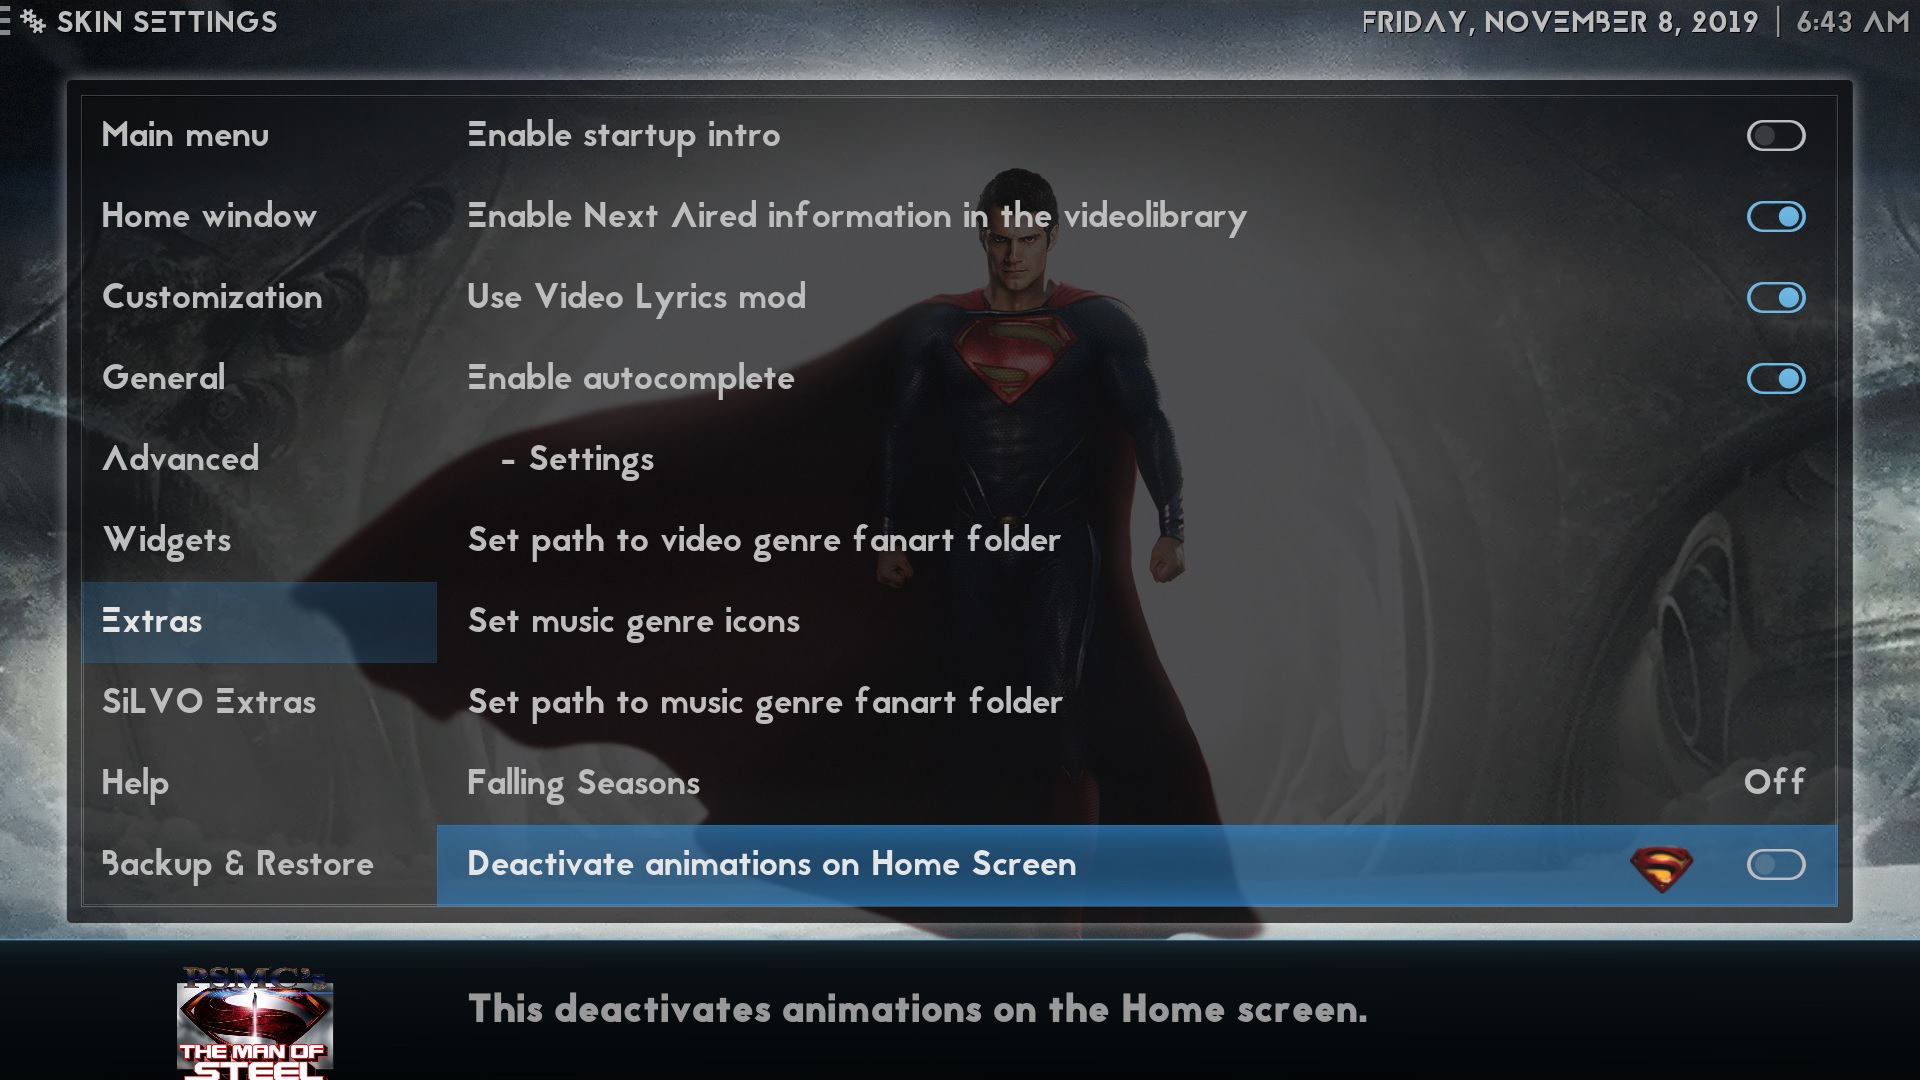 SKIN SETTINGS
FRIDAY, NOVEMBER 8, 2019 | 6:43 AM
Main menu
Home window
Customization
General
Advanced
Widgets
Extras
SiLVO Extras
Help
Backup & Restore
Enable startup intro
Enable Next Aired information in the videolibrary
Use Video Lyrics mod
Enable autocomplete
- Settings
Set path to video genre fanart folder
Set music genre icons
Set path to music genre fanart folder
Falling Seasons Off
Deactivate animations on Home Screen
PSMC's
THE MAN OF
STEEL
This deactivates animations on the Home screen.